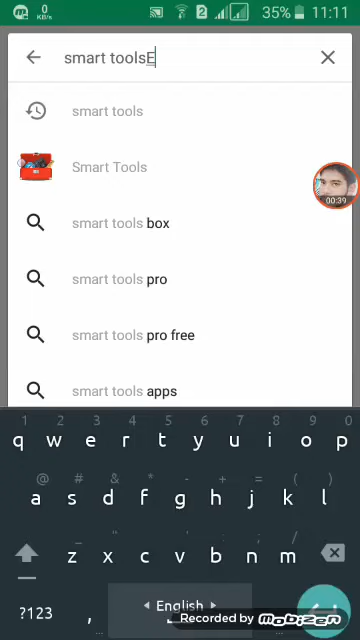 0
KB/s
2
35%
11:11
smart toolsE
smart tools
Smart Tools
smart tools box
smart tools pro
smart tools pro free
smart tools apps
00:39
1 2 3 4 5 6 7 8 9 0
q w e r t y u i o p
@ # & * - + = ( )
a s d f g h j k l
_ " ' : ; /
z x c v b n m
?123 , English
Recorded by Mobizen